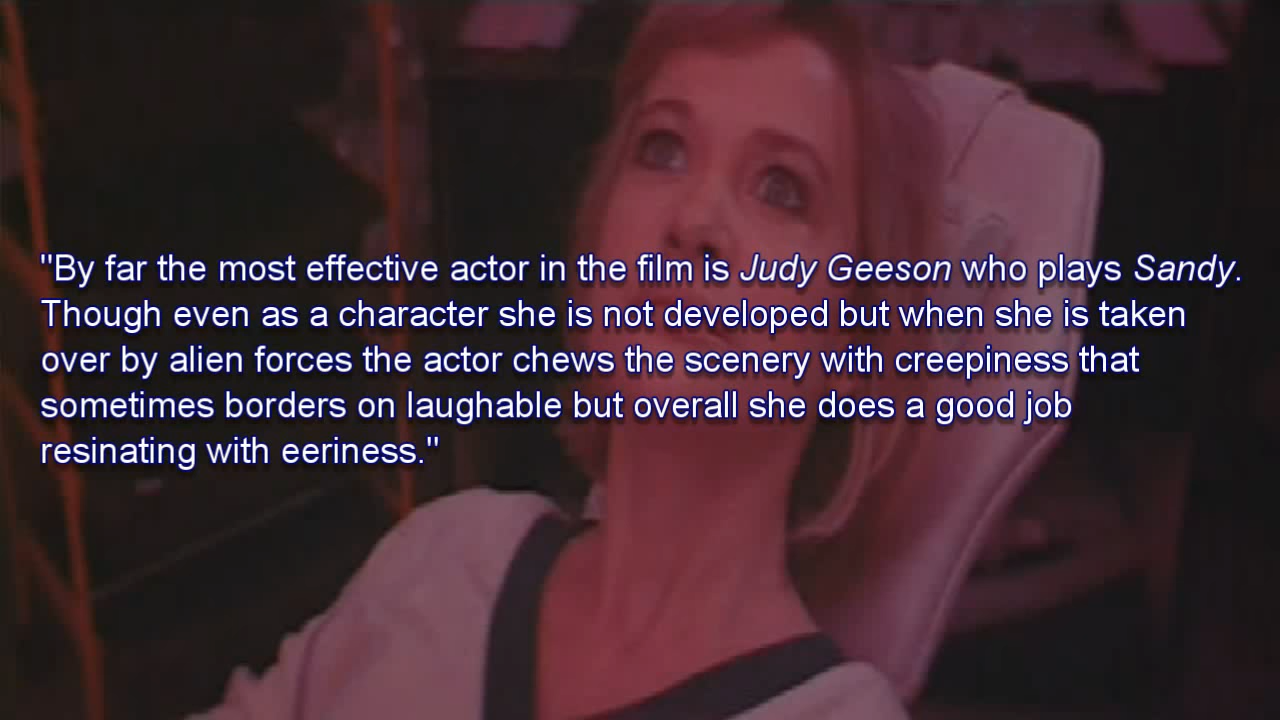 "By far the most effective actor in the film is Judy Geeson who plays Sandy.
Though even as a character she is not developed but when she is taken
over by alien forces the actor chews the scenery with creepiness that
sometimes borders on laughable but overall she does a good job
resinating with eeriness."